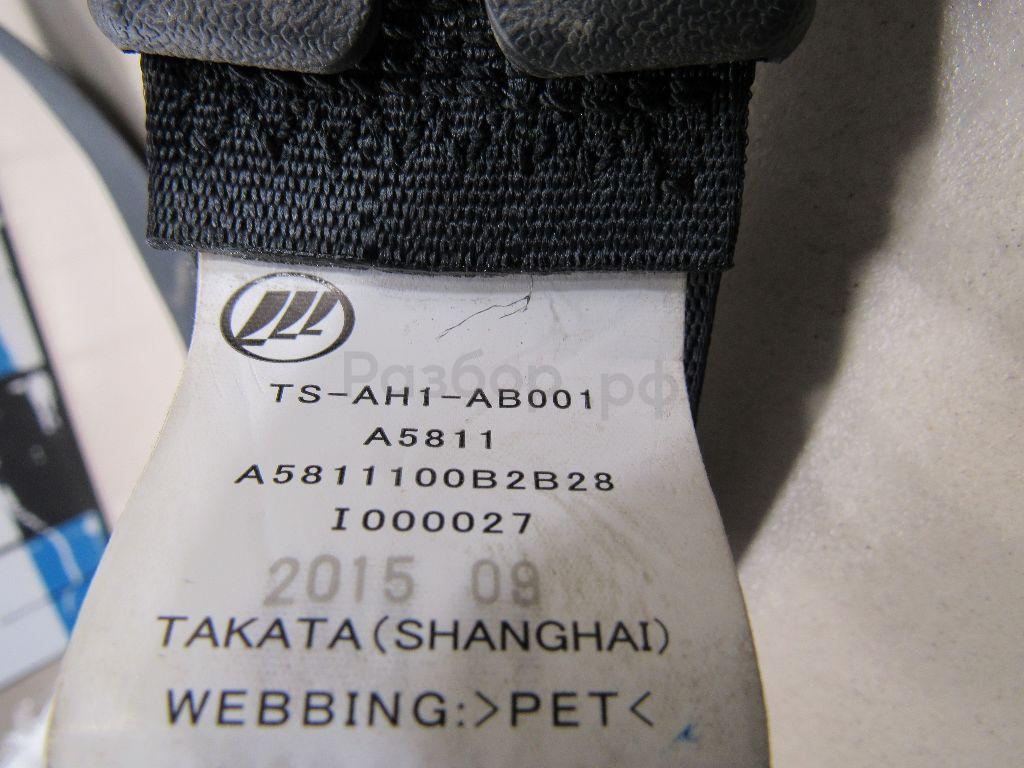 Разбор.рф
TS-AH1-AB001
A5811
A5811100B2B28
I000027
2015 09
TAKATA(SHANGHAI)
WEBBING:>PET<